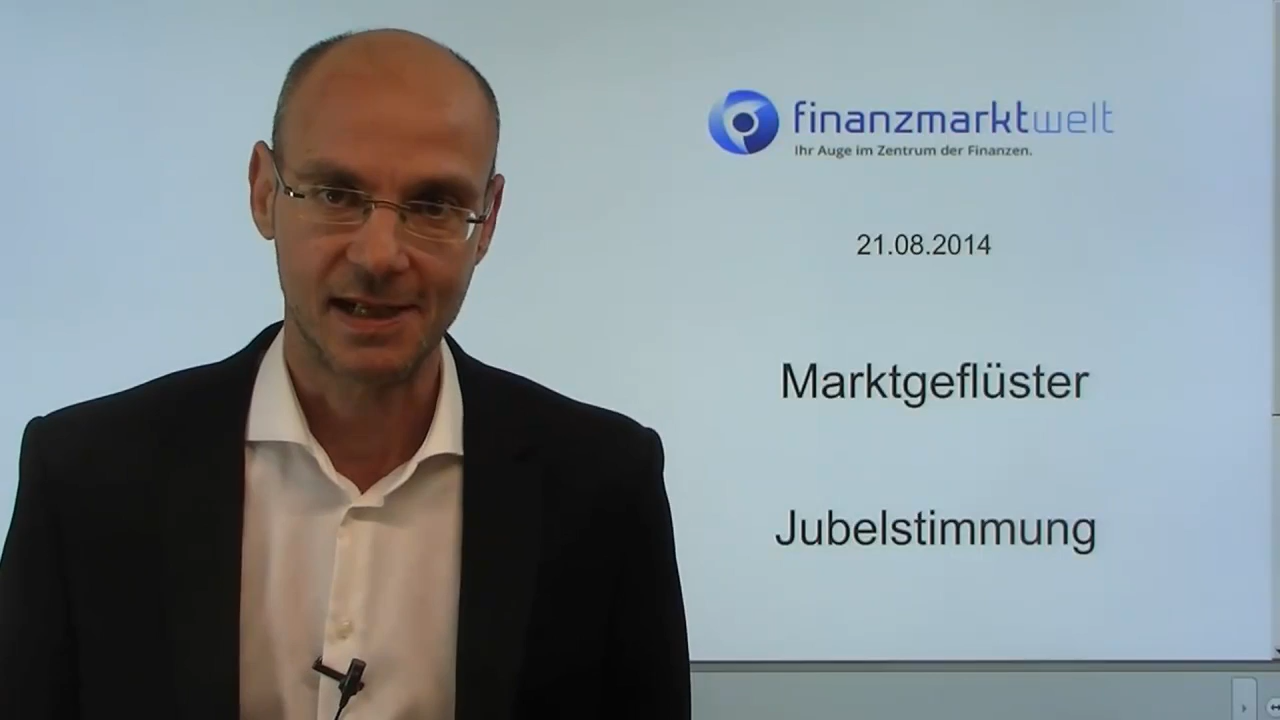 finanzmarktwelt
Ihr Auge im Zentrum der Finanzen.
21.08.2014
Marktgeflüster
Jubelstimmung